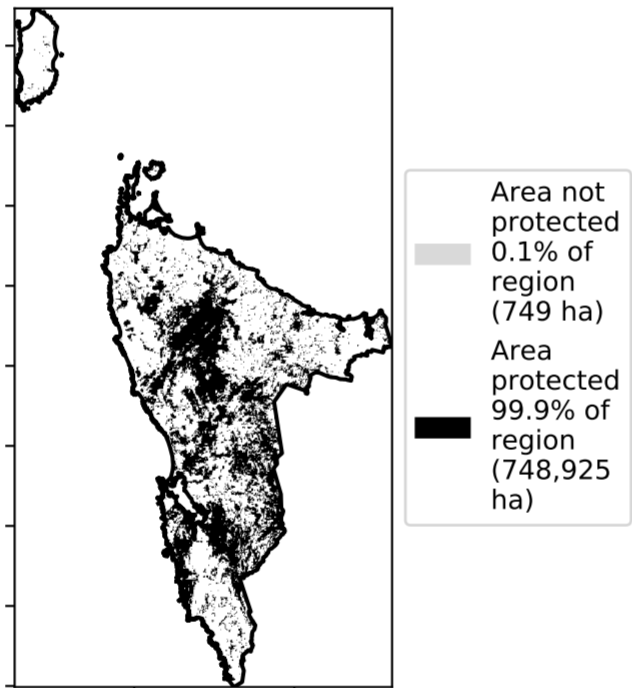 Area not
protected
0.1% of
region
(749 ha)
Area
protected
99.9% of
region
(748,925
ha)